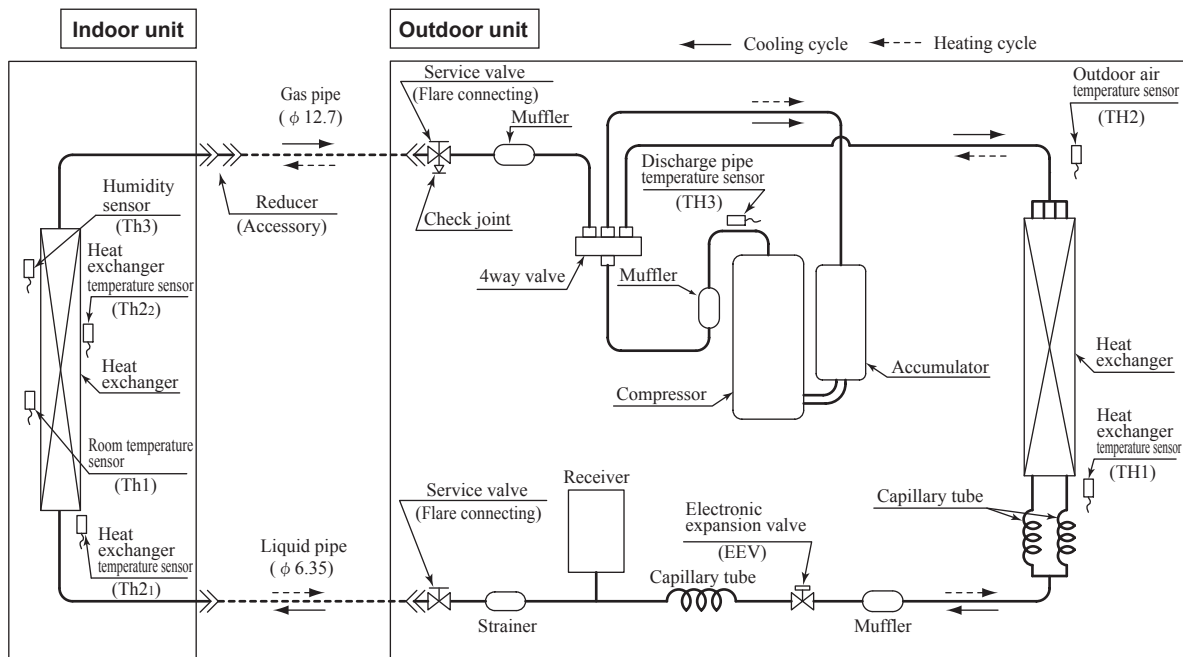 Indoor unit
Outdoor unit
Cooling cycle
Heating cycle
Gas pipe
( φ 12.7)
Service valve
(Flare connecting)
Muffler
Outdoor air
temperature sensor
(TH2)
Discharge pipe
temperature sensor
(TH3)
Humidity
sensor
(Th3)
Reducer
(Accessory)
Check joint
4way valve
Muffler
Heat
exchanger
temperature sensor
(Th22)
Heat
exchanger
Heat
exchanger
Accumulator
Compressor
Room temperature
sensor
(Th1)
Heat
exchanger
temperature sensor
(TH1)
Receiver
Service valve
(Flare connecting)
Electronic
expansion valve
(EEV)
Capillary tube
Heat
exchanger
temperature sensor
(Th21)
Liquid pipe
( φ 6.35)
Capillary tube
Strainer
Muffler